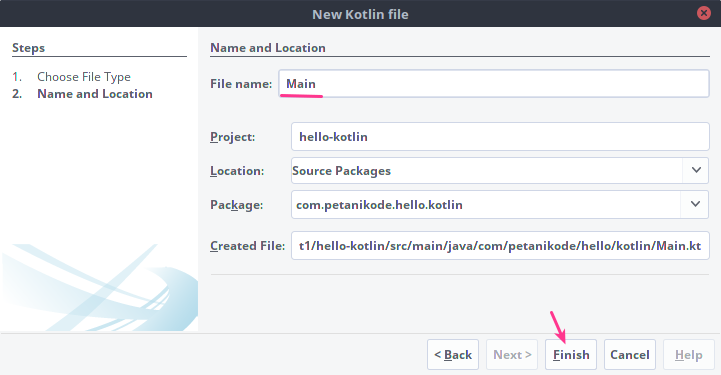 New Kotlin file
Steps
1. Choose File Type
2. Name and Location
Name and Location
File name: Main
Project: hello-kotlin
Location: Source Packages
Package: com.petanikode.hello.kotlin
Created File: t1/hello-kotlin/src/main/java/com/petanikode/hello/kotlin/Main.kt
< Back Next > Finish Cancel Help